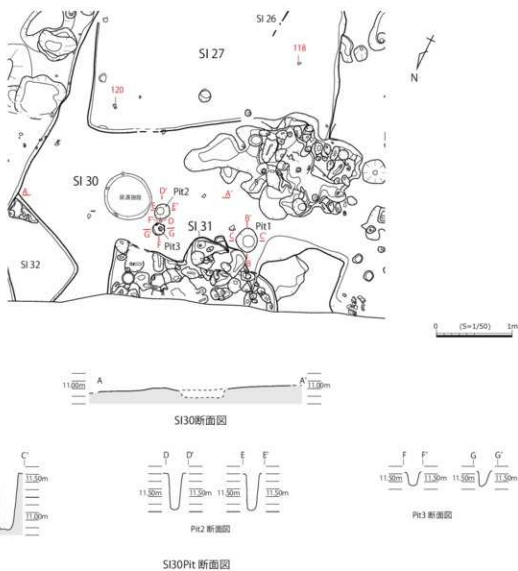 SI 26
SI 27
118
120
N
SI 30
D'
Pit2
A
A'
E
E'
F'
D
G
G'
F
Pit3
SI 31
B'
Pit1
C
C'
B
SI 32
0 (S=1/50) 1m
A
A'
11.00m
11.00m
SI30断面図
C'
11.50m
11.00m
D D'
11.50m
11.50m
E E'
11.50m
11.50m
Pit2 断面図
F F'
11.50m
11.50m
G G'
11.50m
11.50m
Pit3 断面図
SI30Pit 断面図